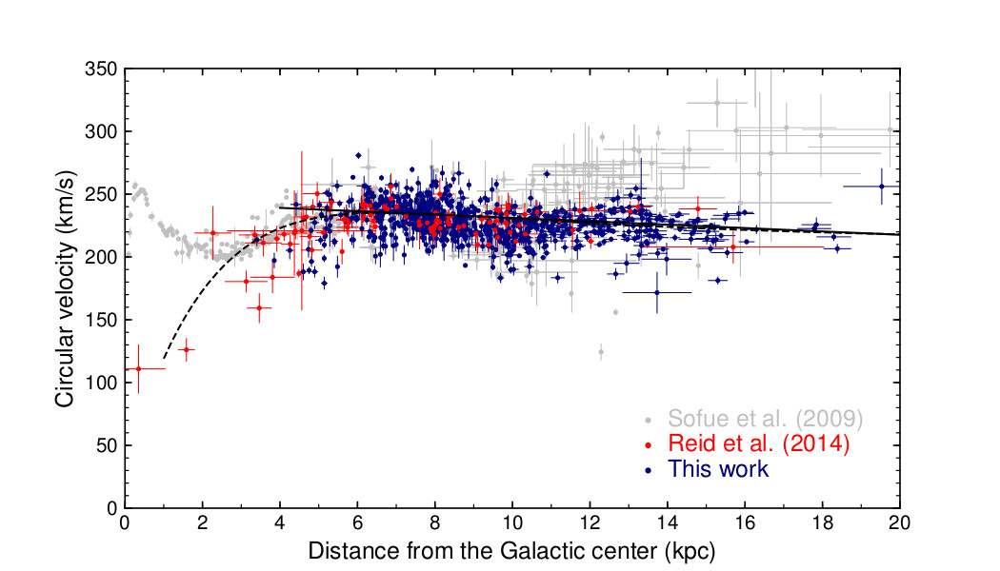 350
300
250
200
150
100
50
0
Circular velocity (km/s)
Sofue et al. (2009)
Reid et al. (2014)
This work
0 2 4 6 8 10 12 14 16 18 20
Distance from the Galactic center (kpc)